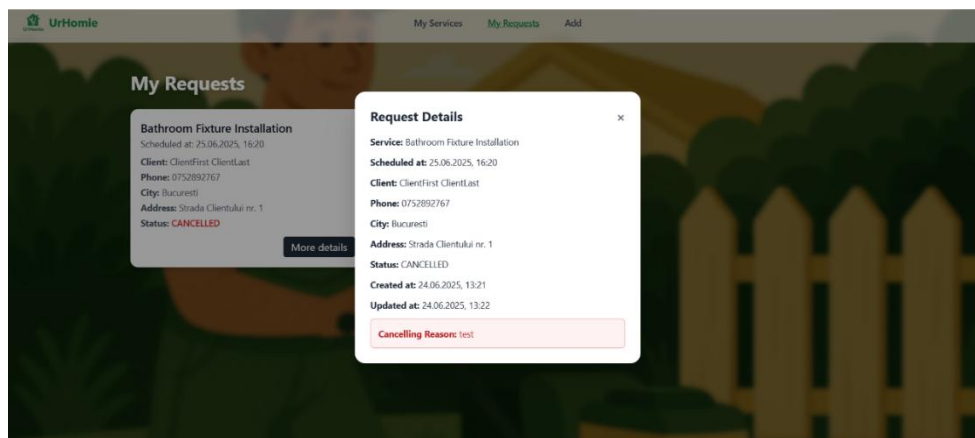 UrHomie
My Services My Requests Add
My Requests
Bathroom Fixture Installation
Scheduled at: 25.06.2025, 16:20
Client: ClientFirst ClientLast
Phone: 0752892767
City: Bucuresti
Address: Strada Clientului nr. 1
Status: CANCELLED
More details
Request Details ×
Service: Bathroom Fixture Installation
Scheduled at: 25.06.2025, 16:20
Client: ClientFirst ClientLast
Phone: 0752892767
City: Bucuresti
Address: Strada Clientului nr. 1
Status: CANCELLED
Created at: 24.06.2025, 13:21
Updated at: 24.06.2025, 13:22
Cancelling Reason: test